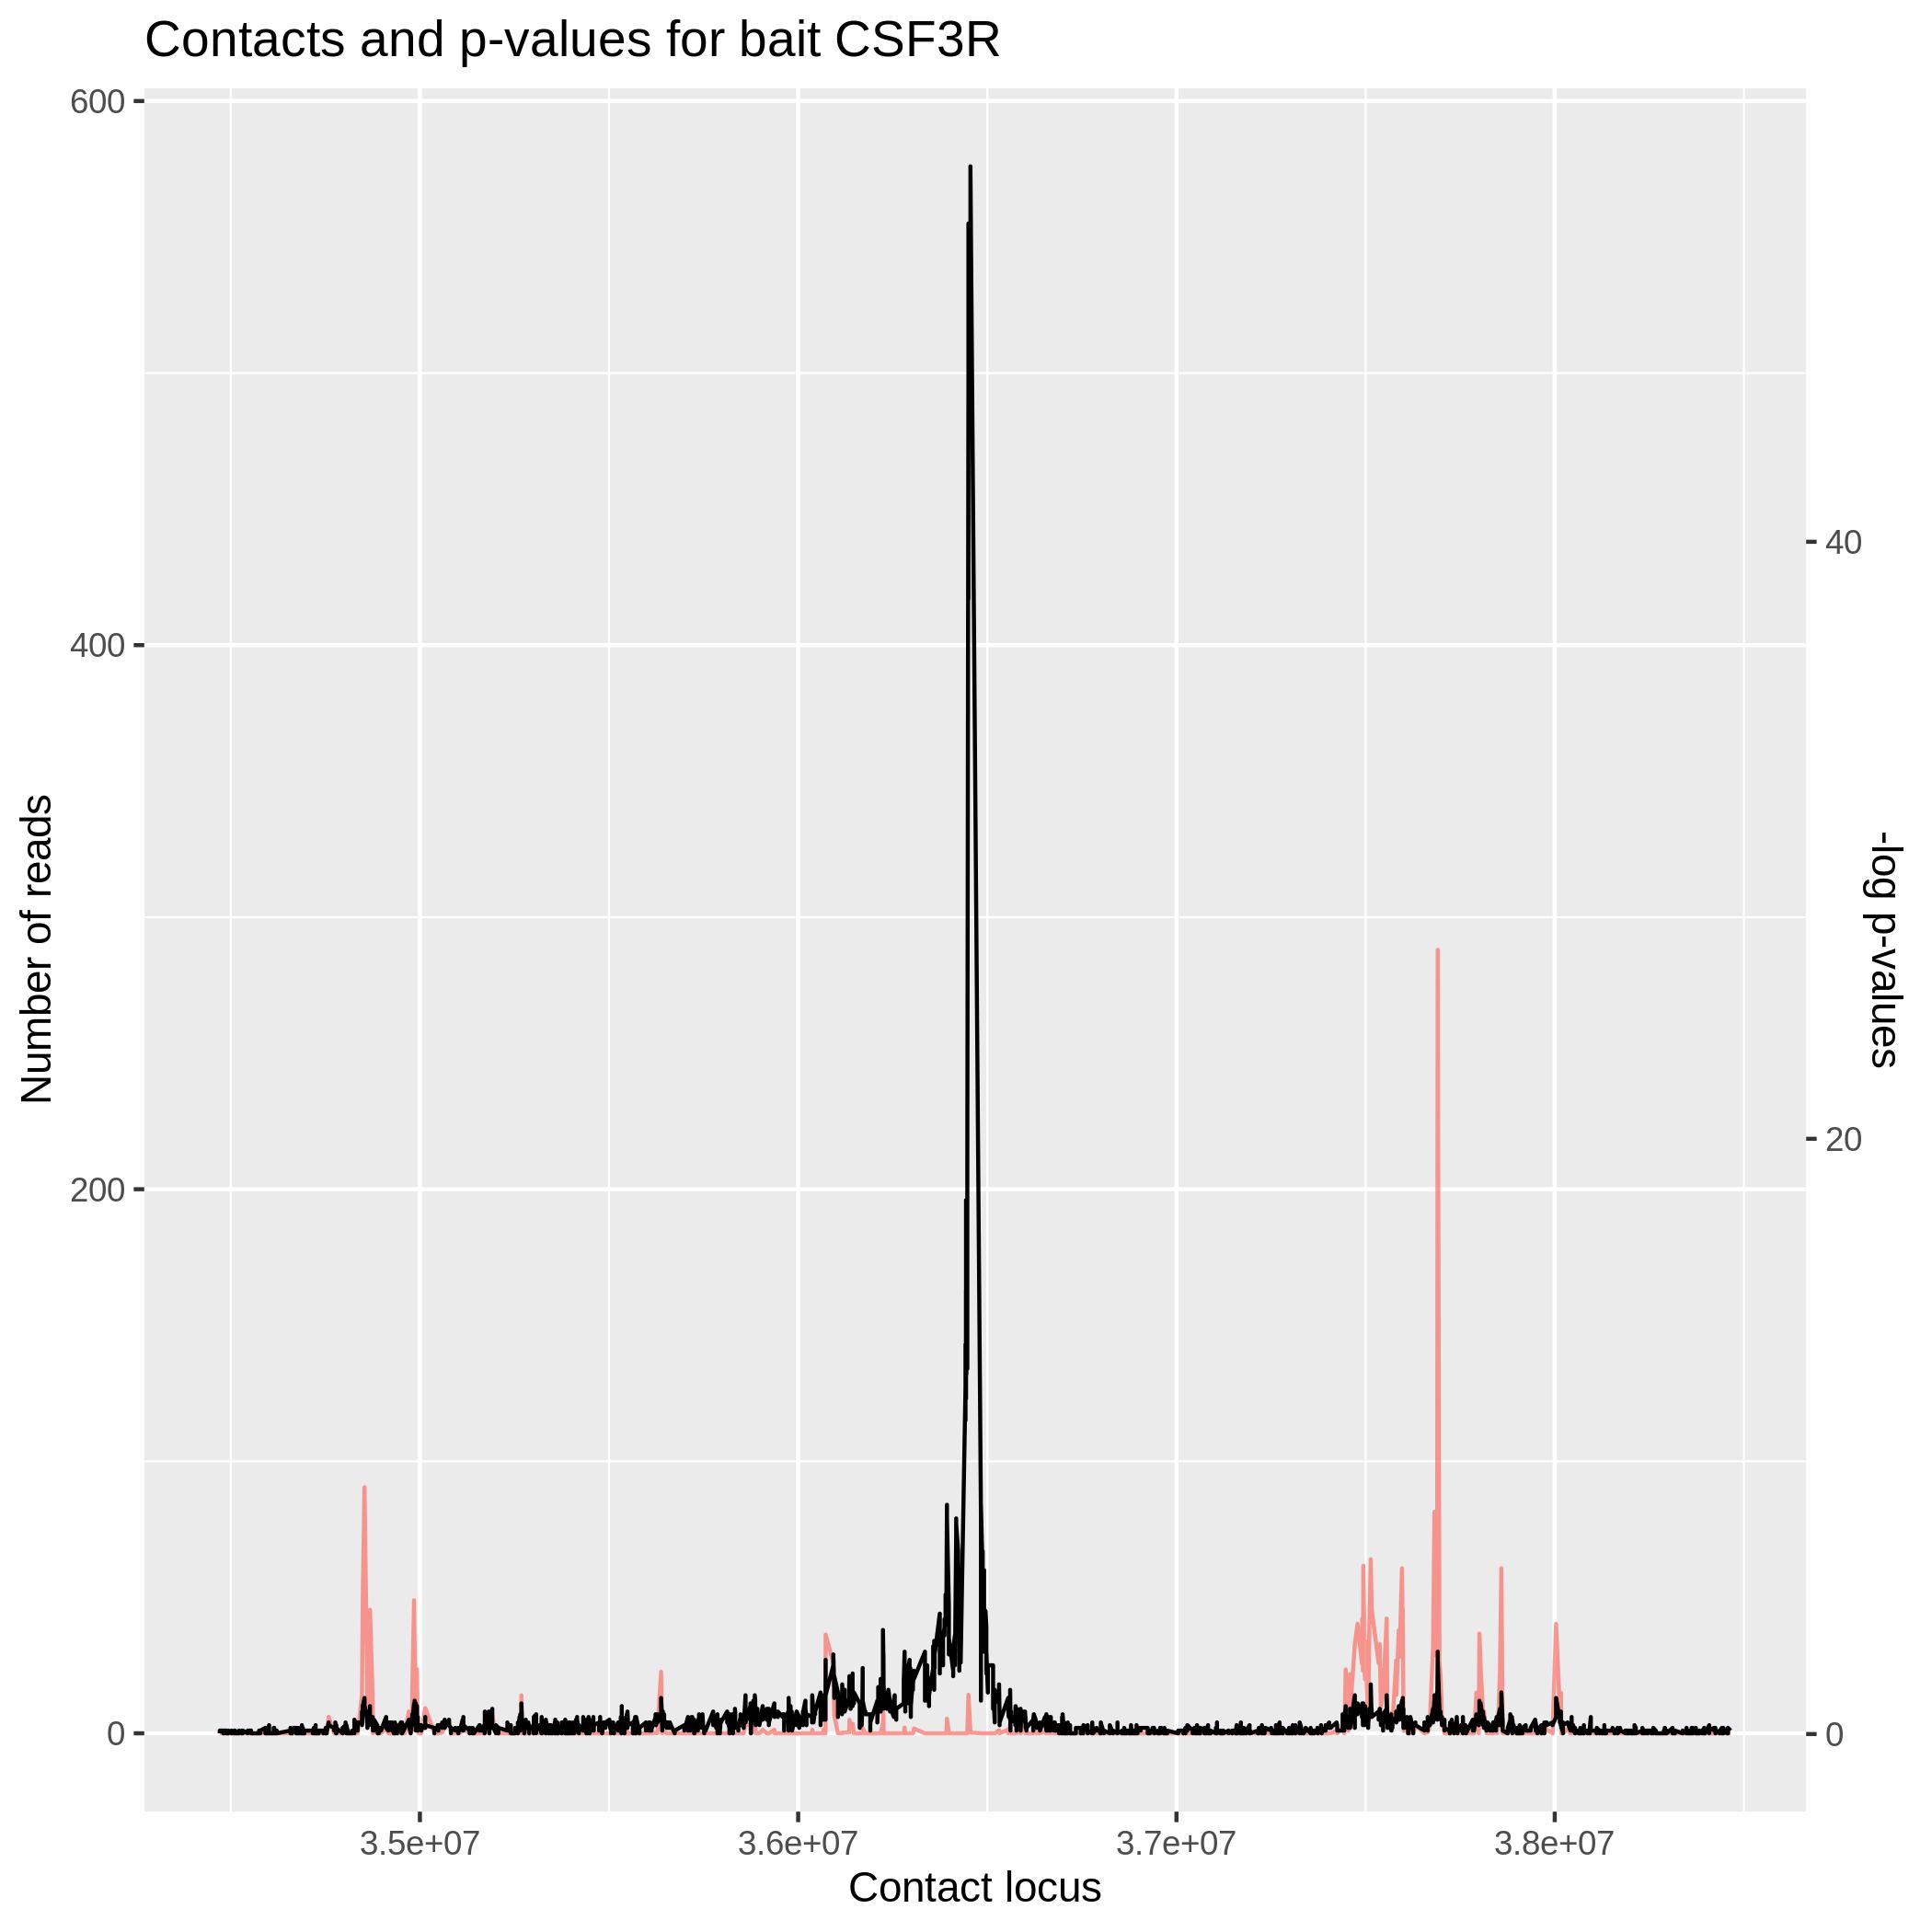 Contacts and p-values for bait CSF3R
600
400
200
0
Number of reads
40
20
0
-log p-values
3.5e+07
3.6e+07
3.7e+07
3.8e+07
Contact locus